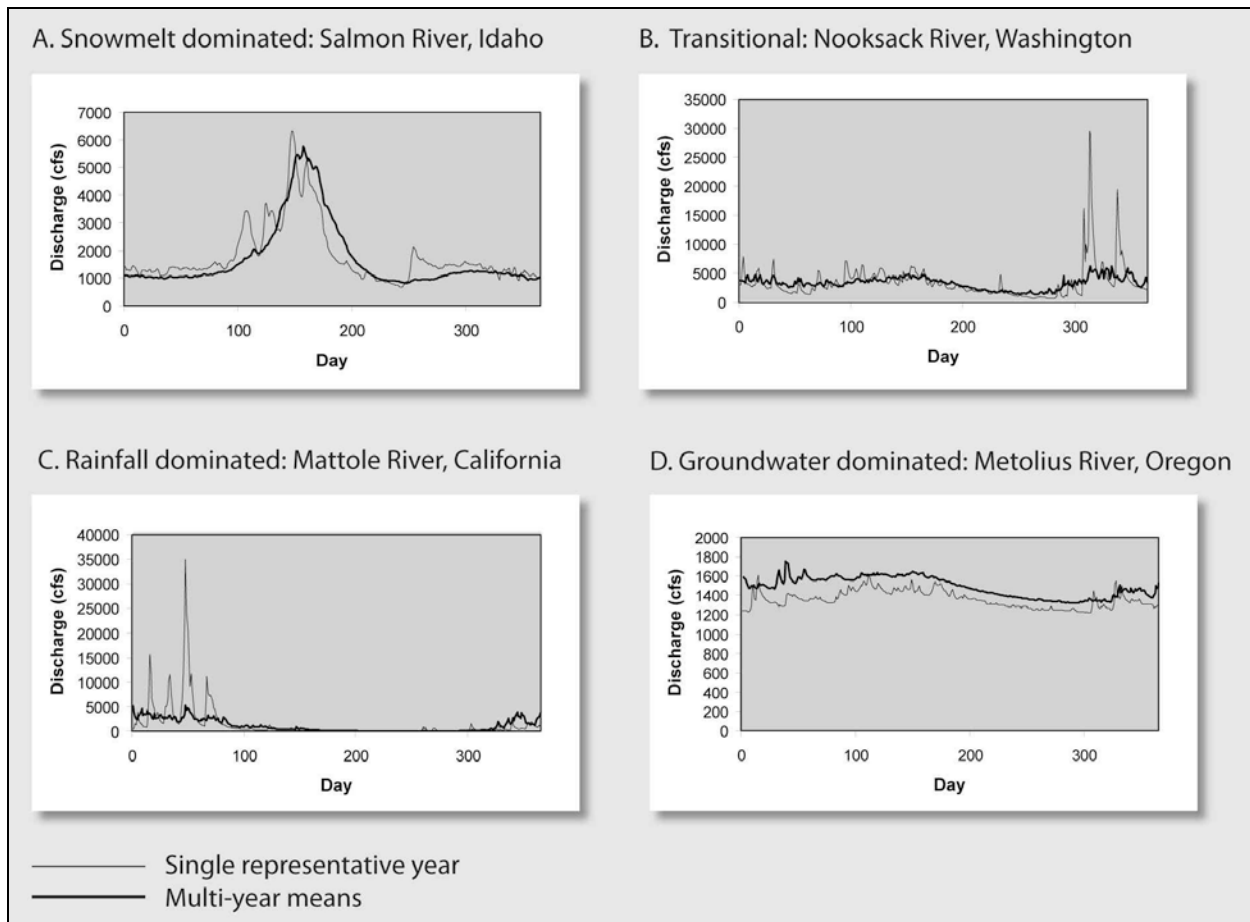 A. Snowmelt dominated: Salmon River, Idaho
7000
6000
5000
4000
3000
2000
1000
0
Discharge (cfs)
0 100 200 300
Day
B. Transitional: Nooksack River, Washington
35000
30000
25000
20000
15000
10000
5000
0
Discharge (cfs)
0 100 200 300
Day
C. Rainfall dominated: Mattole River, California
40000
35000
30000
25000
20000
15000
10000
5000
0
Discharge (cfs)
0 100 200 300
Day
D. Groundwater dominated: Metolius River, Oregon
2000
1800
1600
1400
1200
1000
800
600
400
200
0
Discharge (cfs)
0 100 200 300
Day
Single representative year
Multi-year means